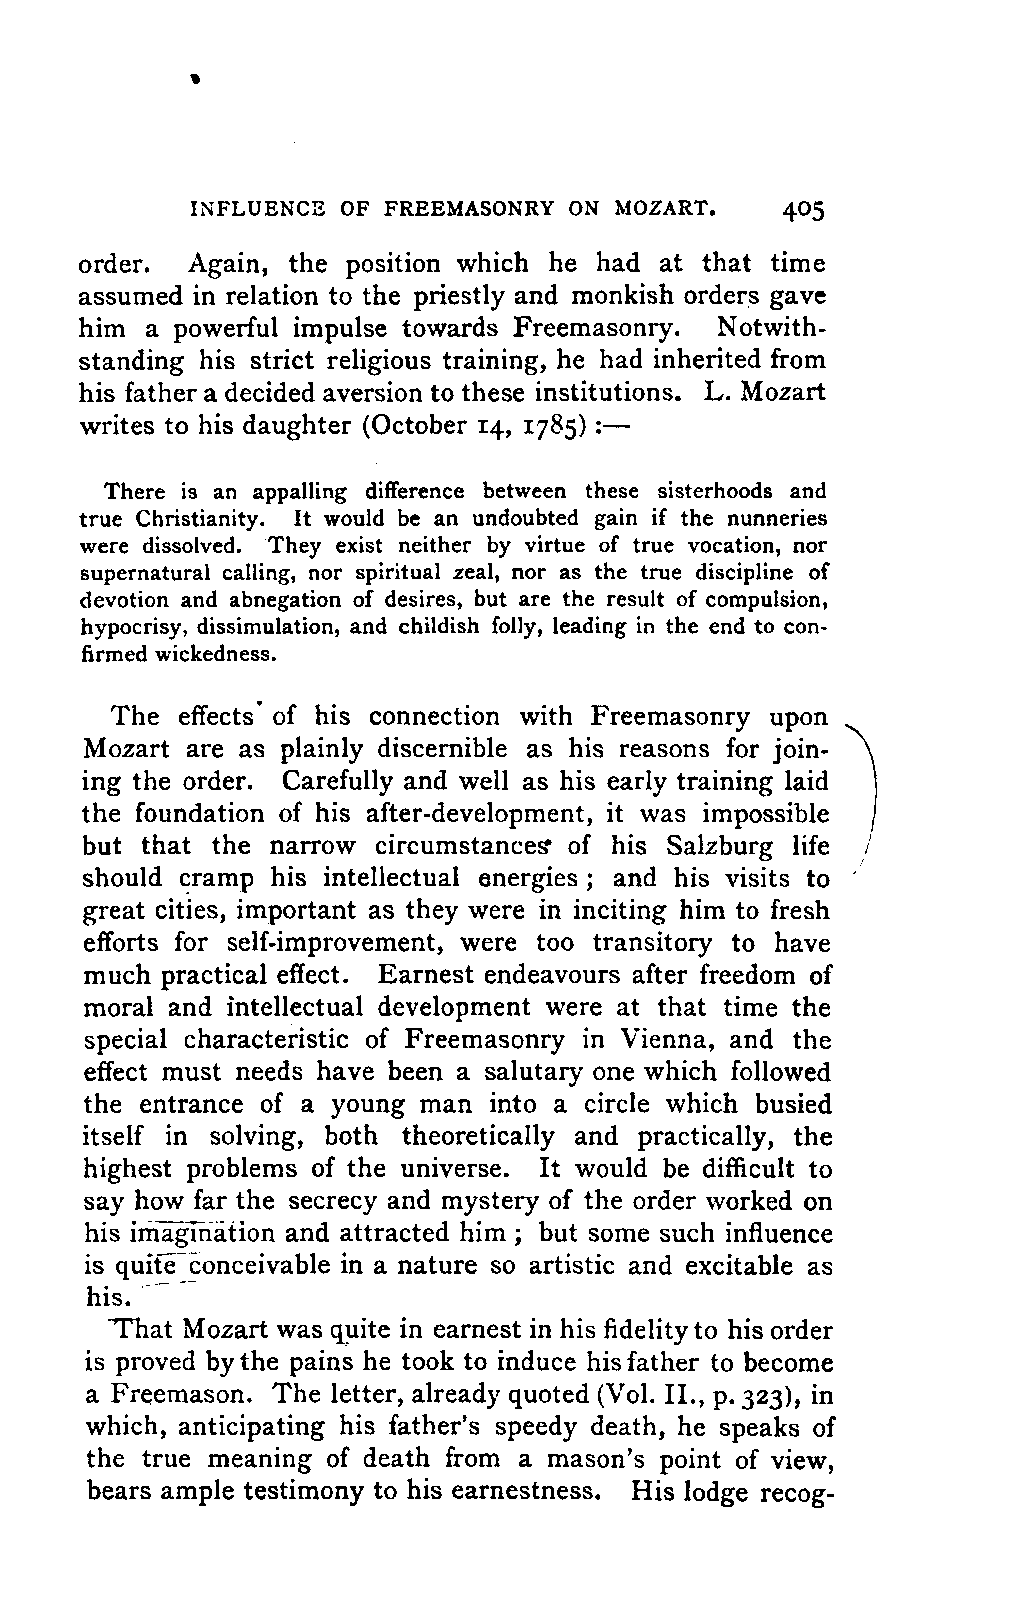 INFLUENCE OF FREEMASONRY ON MOZART. 405
order. Again, the position which he had at that time
assumed in relation to the priestly and monkish orders gave
him a powerful impulse towards Freemasonry. Notwith-
standing his strict religious training, he had inherited from
his father a decided aversion to these institutions. L. Mozart
writes to his daughter (October 14, 1785) :—
There is an appalling difference between these sisterhoods and
true Christianity. It would be an undoubted gain if the nunneries
were dissolved. They exist neither by virtue of true vocation, nor
supernatural calling, nor spiritual zeal, nor as the true discipline of
devotion and abnegation of desires, but are the result of compulsion,
hypocrisy, dissimulation, and childish folly, leading in the end to con-
firmed wickedness.
The effects of his connection with Freemasonry upon
Mozart are as plainly discernible as his reasons for join-
ing the order. Carefully and well as his early training laid
the foundation of his after-development, it was impossible
but that the narrow circumstances of his Salzburg life
should cramp his intellectual energies ; and his visits to
great cities, important as they were in inciting him to fresh
efforts for self-improvement, were too transitory to have
much practical effect. Earnest endeavours after freedom of
moral and intellectual development were at that time the
special characteristic of Freemasonry in Vienna, and the
effect must needs have been a salutary one which followed
the entrance of a young man into a circle which busied
itself in solving, both theoretically and practically, the
highest problems of the universe. It would be difficult to
say how far the secrecy and mystery of the order worked on
his imagination and attracted him ; but some such influence
is quite conceivable in a nature so artistic and excitable as
his.
That Mozart was quite in earnest in his fidelity to his order
is proved by the pains he took to induce his father to become
a Freemason. The letter, already quoted (Vol. II., p. 323), in
which, anticipating his father's speedy death, he speaks of
the true meaning of death from a mason's point of view,
bears ample testimony to his earnestness. His lodge recog-